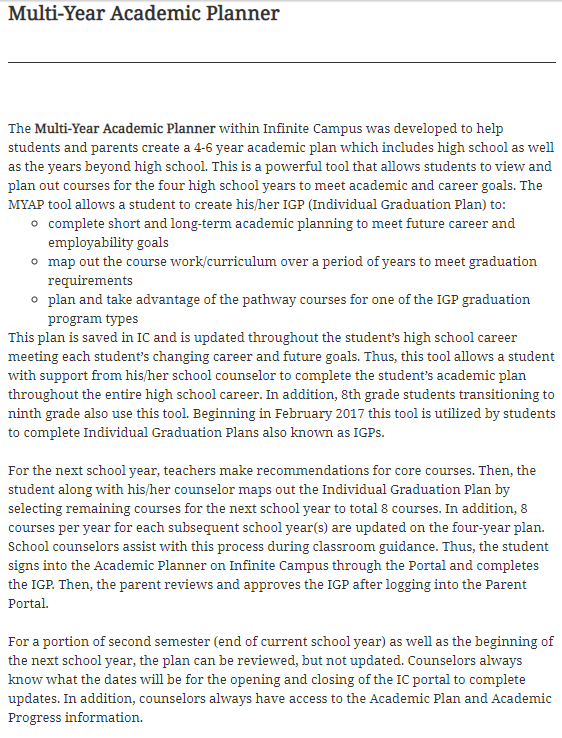 Multi-Year Academic Planner
The Multi-Year Academic Planner within Infinite Campus was developed to help
students and parents create a 4-6 year academic plan which includes high school as well
as the years beyond high school. This is a powerful tool that allows students to view and
plan out courses for the four high school years to meet academic and career goals. The
MYAP tool allows a student to create his/her IGP (Individual Graduation Plan) to:
complete short and long-term academic planning to meet future career and
employability goals
map out the course work/curriculum over a period of years to meet graduation
requirements
plan and take advantage of the pathway courses for one of the IGP graduation
program types
This plan is saved in IC and is updated throughout the student’s high school career
meeting each student’s changing career and future goals. Thus, this tool allows a student
with support from his/her school counselor to complete the student’s academic plan
throughout the entire high school career. In addition, 8th grade students transitioning to
ninth grade also use this tool. Beginning in February 2017 this tool is utilized by students
to complete Individual Graduation Plans also known as IGPs.
For the next school year, teachers make recommendations for core courses. Then, the
student along with his/her counselor maps out the Individual Graduation Plan by
selecting remaining courses for the next school year to total 8 courses. In addition, 8
courses per year for each subsequent school year(s) are updated on the four-year plan.
School counselors assist with this process during classroom guidance. Thus, the student
signs into the Academic Planner on Infinite Campus through the Portal and completes
the IGP. Then, the parent reviews and approves the IGP after logging into the Parent
Portal.
For a portion of second semester (end of current school year) as well as the beginning of
the next school year, the plan can be reviewed, but not updated. Counselors always
know what the dates will be for the opening and closing of the IC portal to complete
updates. In addition, counselors always have access to the Academic Plan and Academic
Progress information.